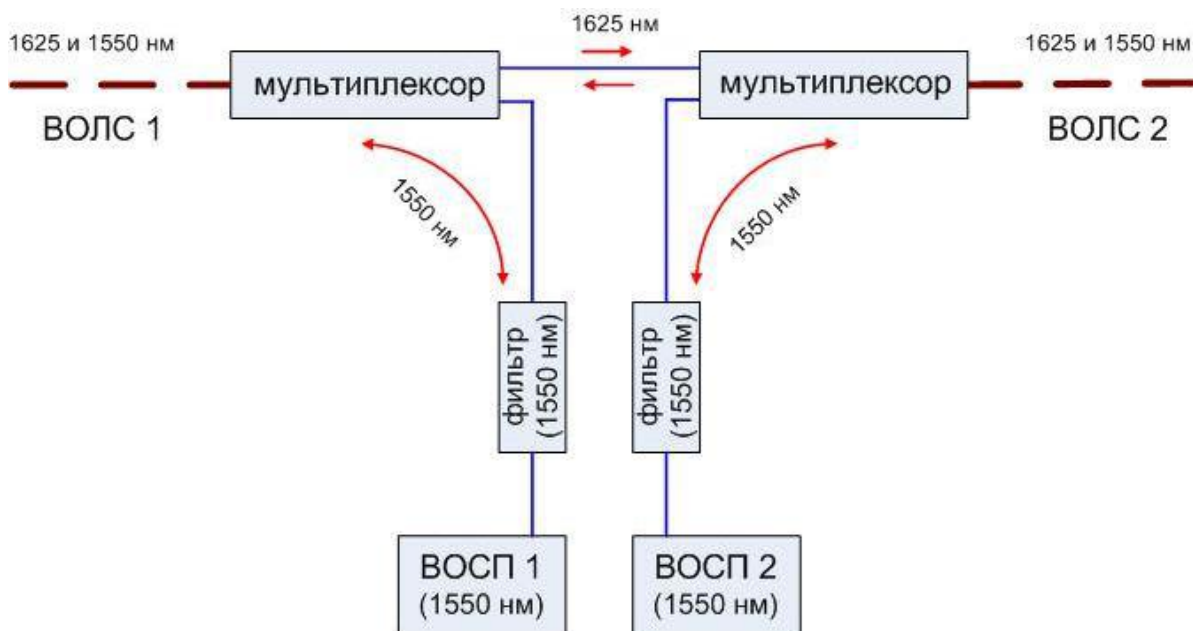 1625 нм
1625 и 1550 нм
1625 и 1550 нм
мультиплексор
мультиплексор
ВОЛС 1
ВОЛС 2
1550 нм
1550 нм
фильтр
(1550 нм)
фильтр
(1550 нм)
ВОСП 1
(1550 нм)
ВОСП 2
(1550 нм)